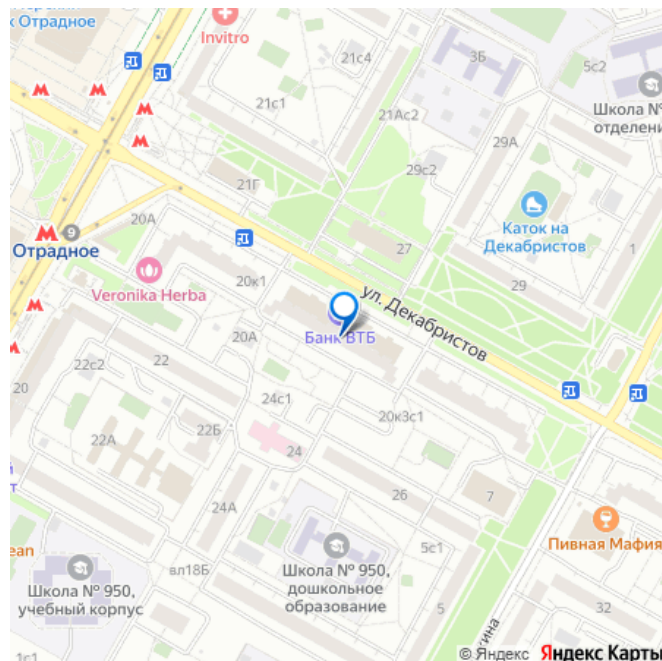 к Отрадное
Invitro
21с4
3Б
5с2
Школа №
отделени
21с1
21Ас2
29А
29с2
21Г
Каток на
Декабристов
20А
9
Отрадное
27
1
Veronika Herba
20к1
ул. Декабристов
29
Банк ВТБ
20А
22с2
22
20
24с1
20к3с1
22А
22Б
24
т
26
7
24А
Пивная Мафия
ean
5с1
вл18Б
Школа № 950,
учебный корпус
Школа № 950,
дошкольное
образование
5
32
1с1
гина
© Яндекс Яндекс Карты